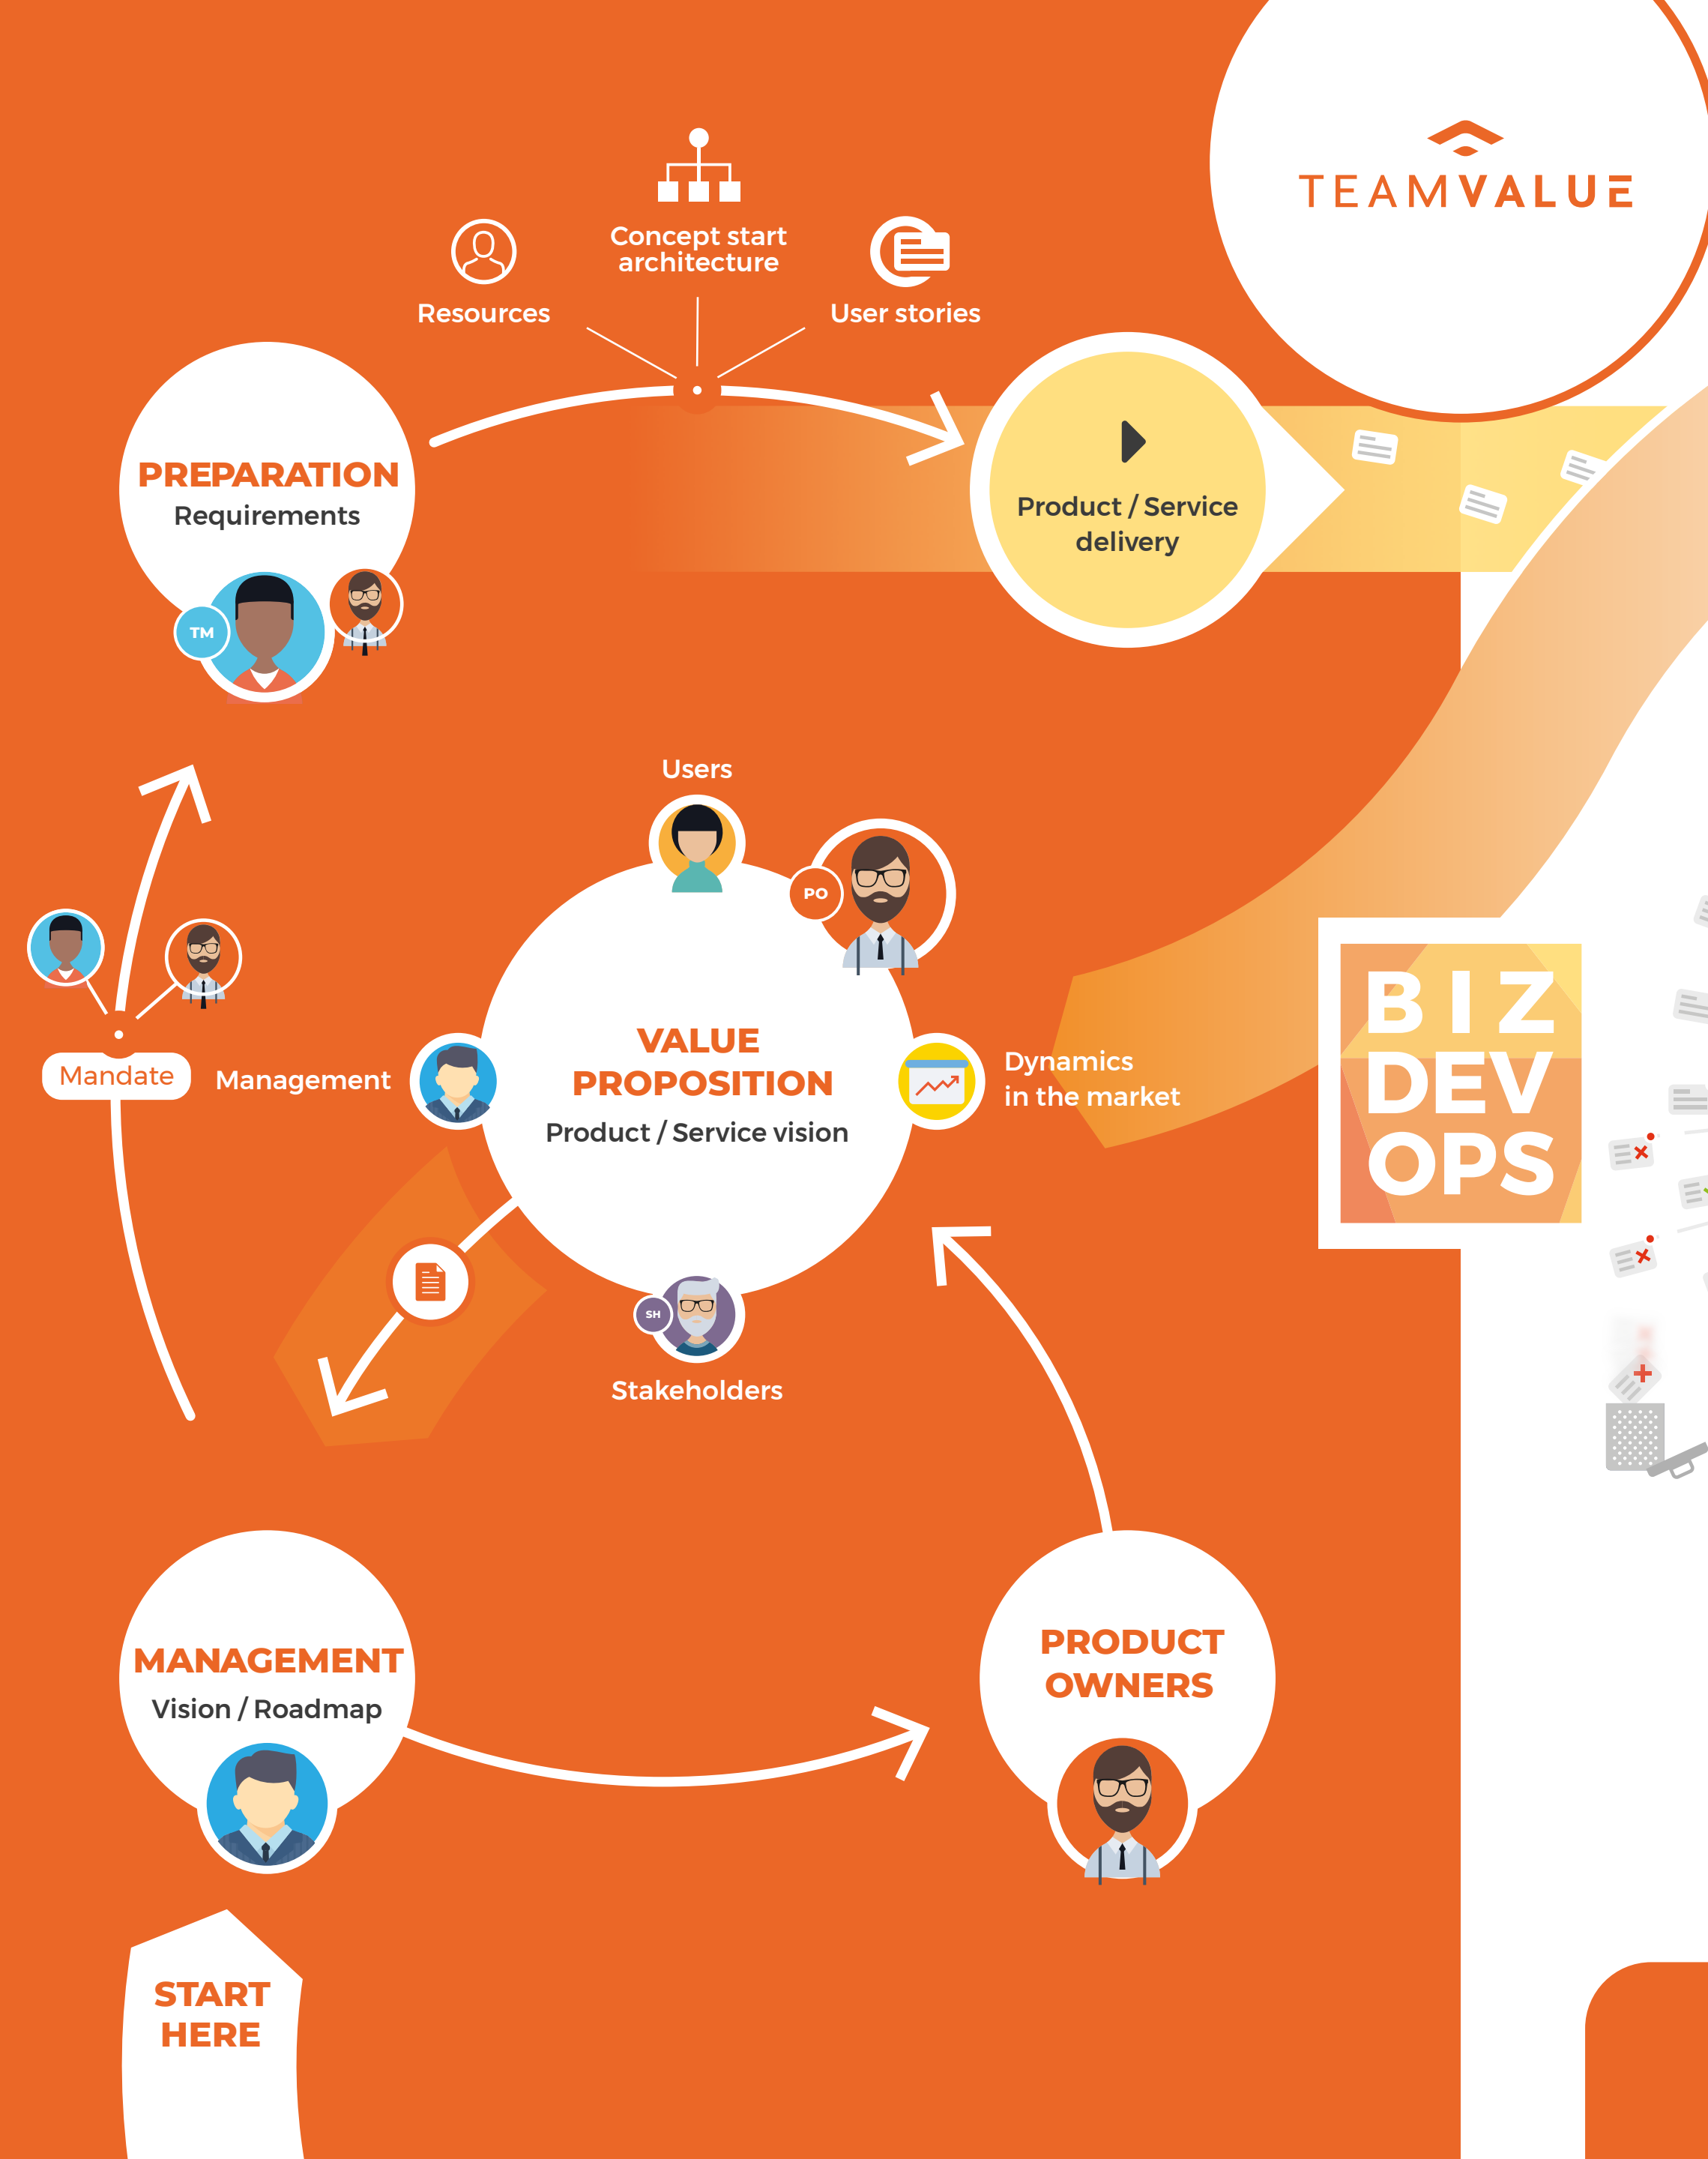 TEAMVALUE
Concept start
architecture
Resources
User stories
PREPARATION
Requirements
Product / Service
delivery
TM
Users
PO
Mandate
Management
VALUE
PROPOSITION
Product / Service vision
Dynamics
in the market
BIZ
DEV
OPS
SH
Stakeholders
MANAGEMENT
Vision / Roadmap
PRODUCT
OWNERS
START
HERE